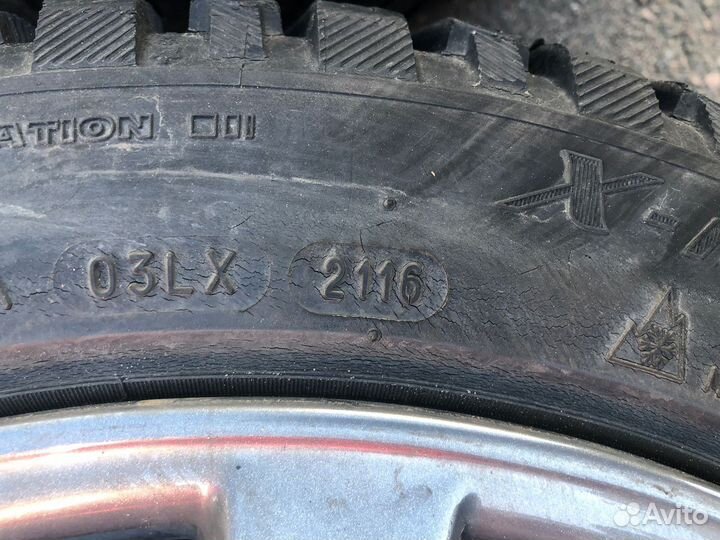 ATION
X-
03LX 2116
Avito